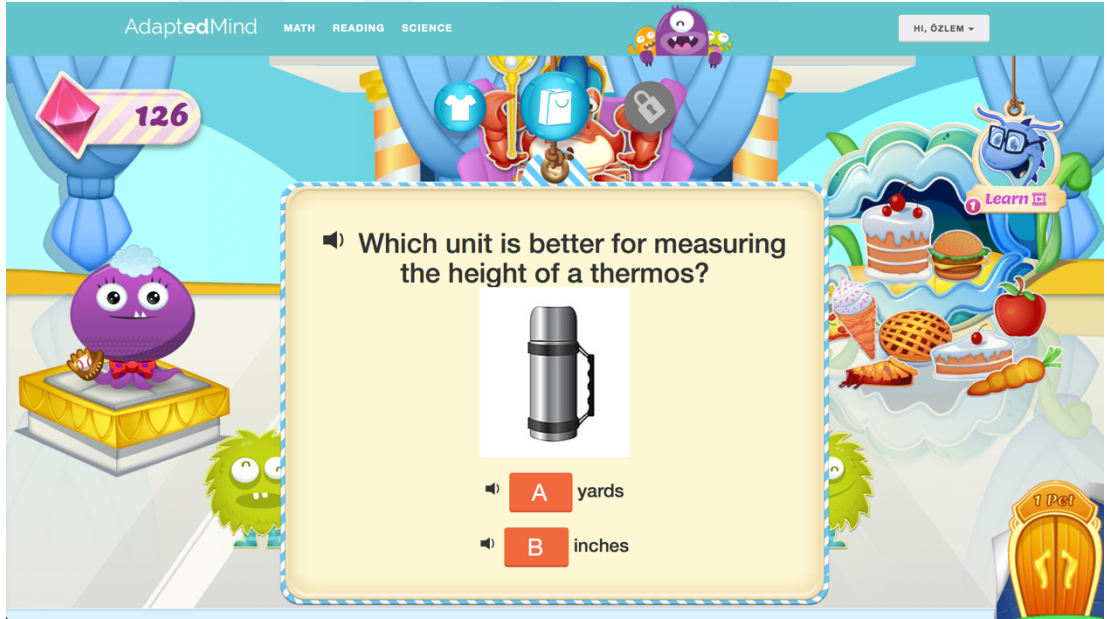 AdaptedMind MATH READING SCIENCE HI, ÖZLEM
126
1 Learn
Which unit is better for measuring
the height of a thermos?
A yards
B inches
1 Pet